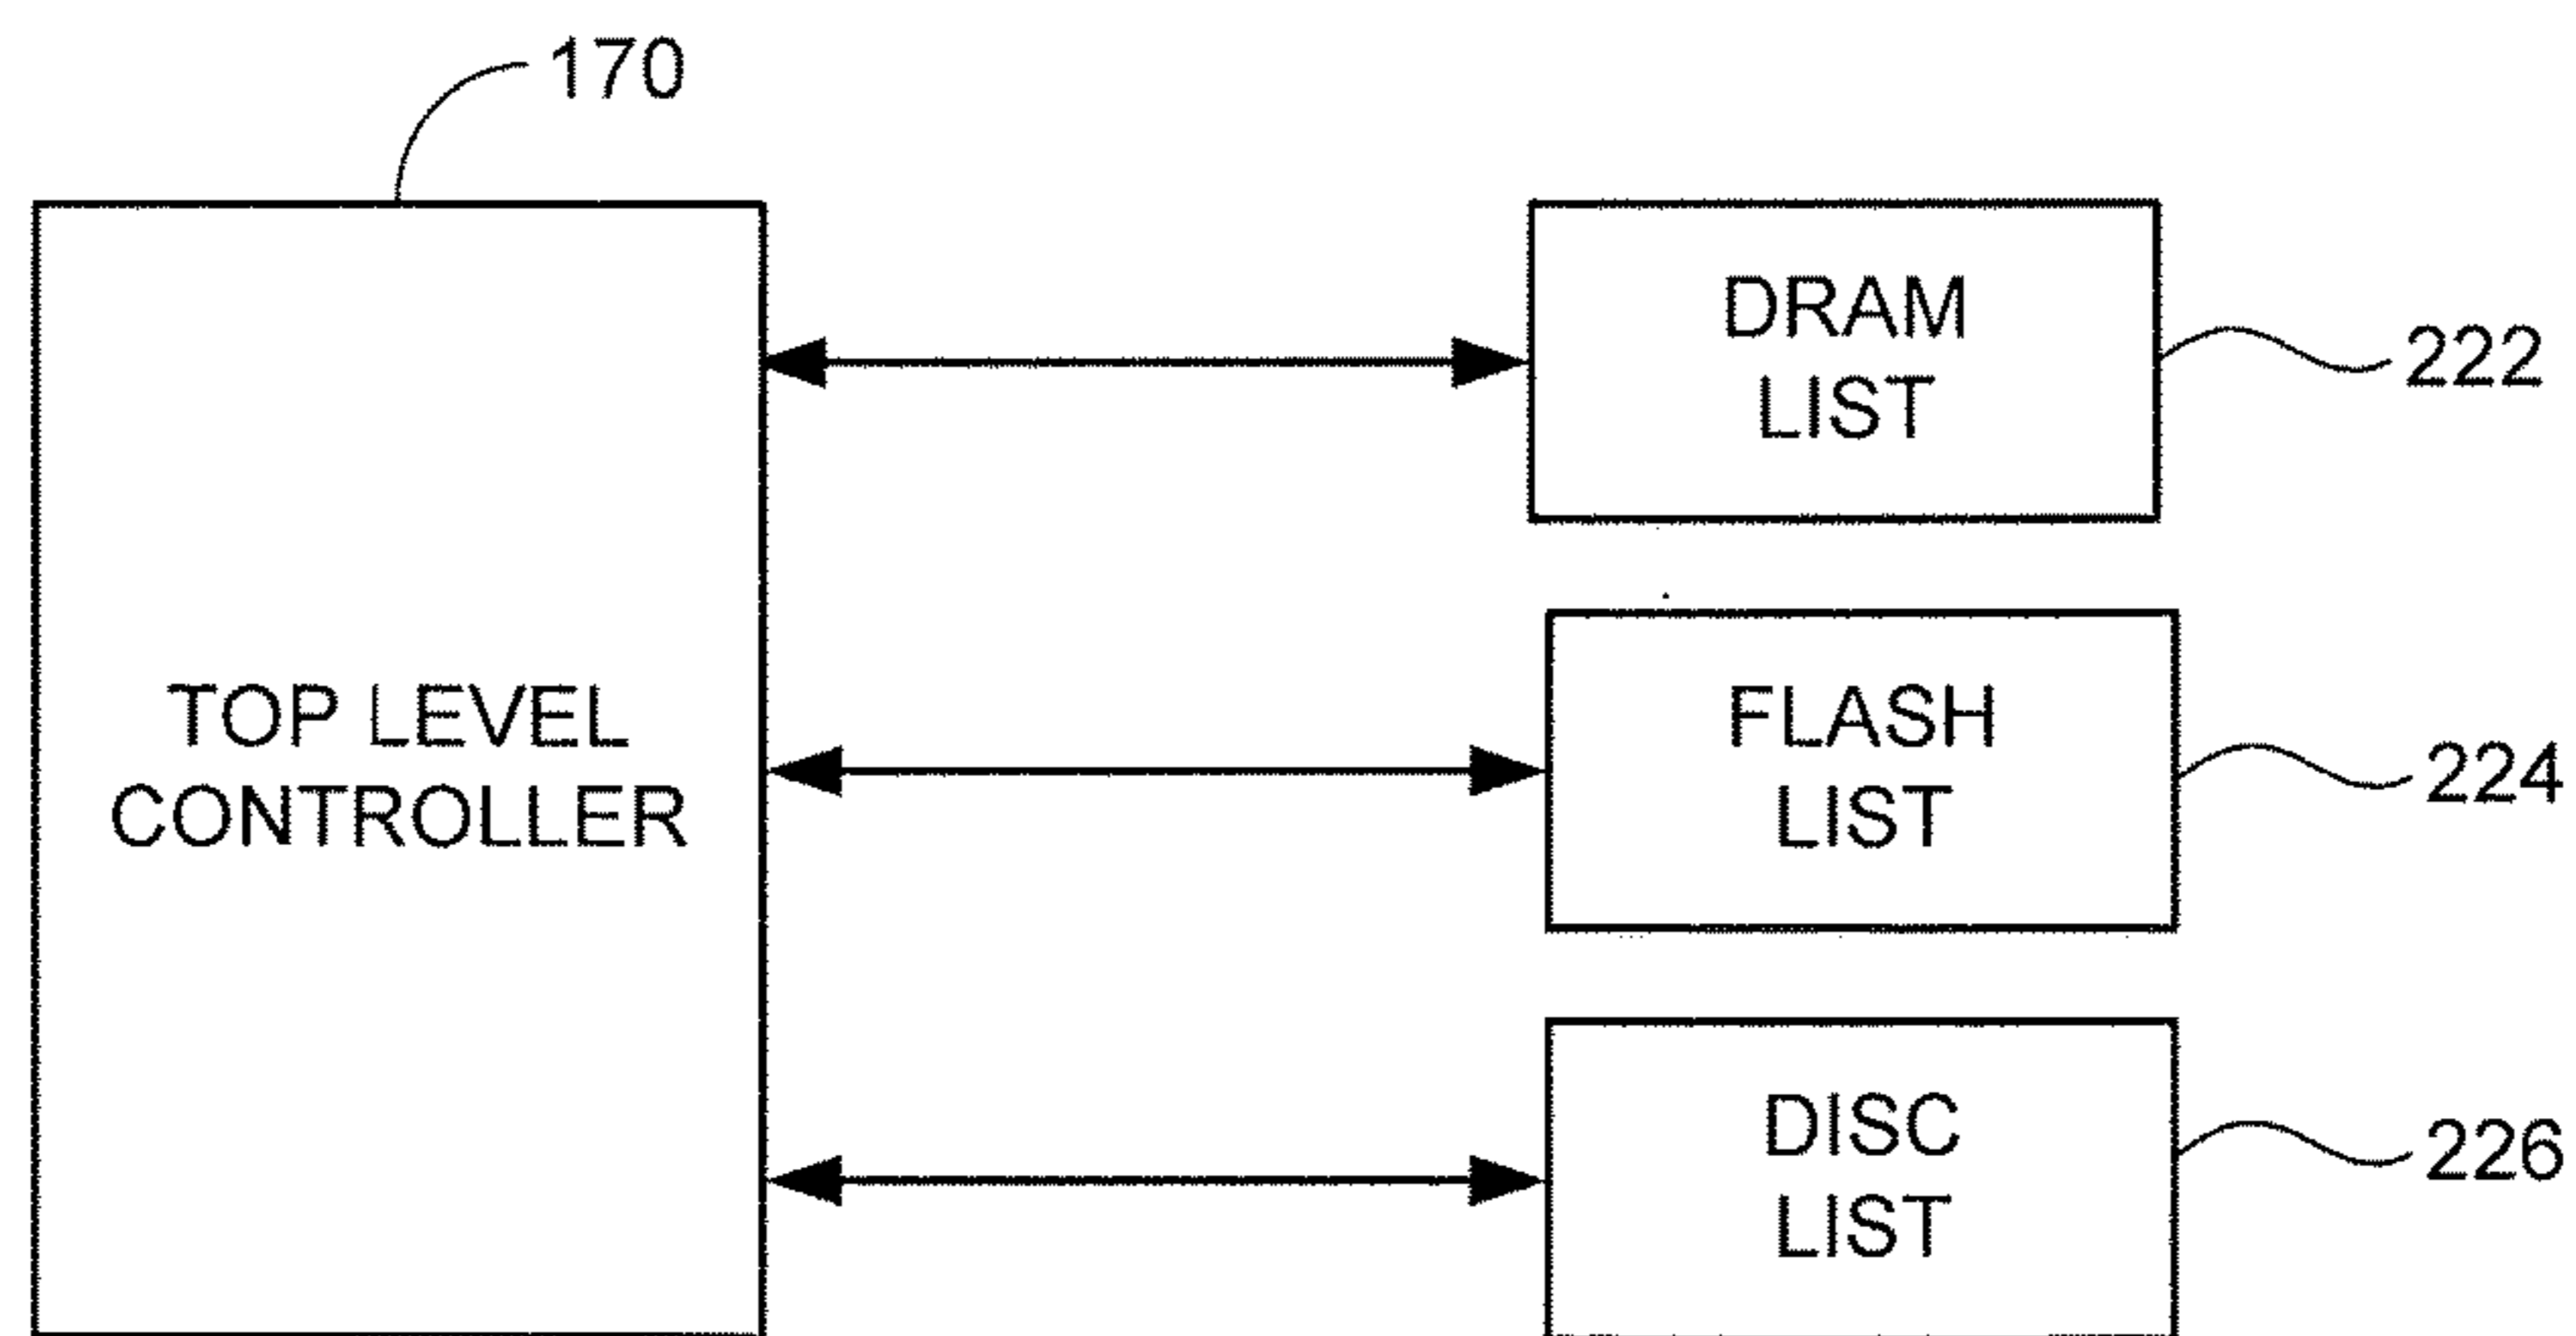 170
DRAM
LIST
222
TOP LEVEL
CONTROLLER
FLASH
LIST
224
DISC
LIST
226